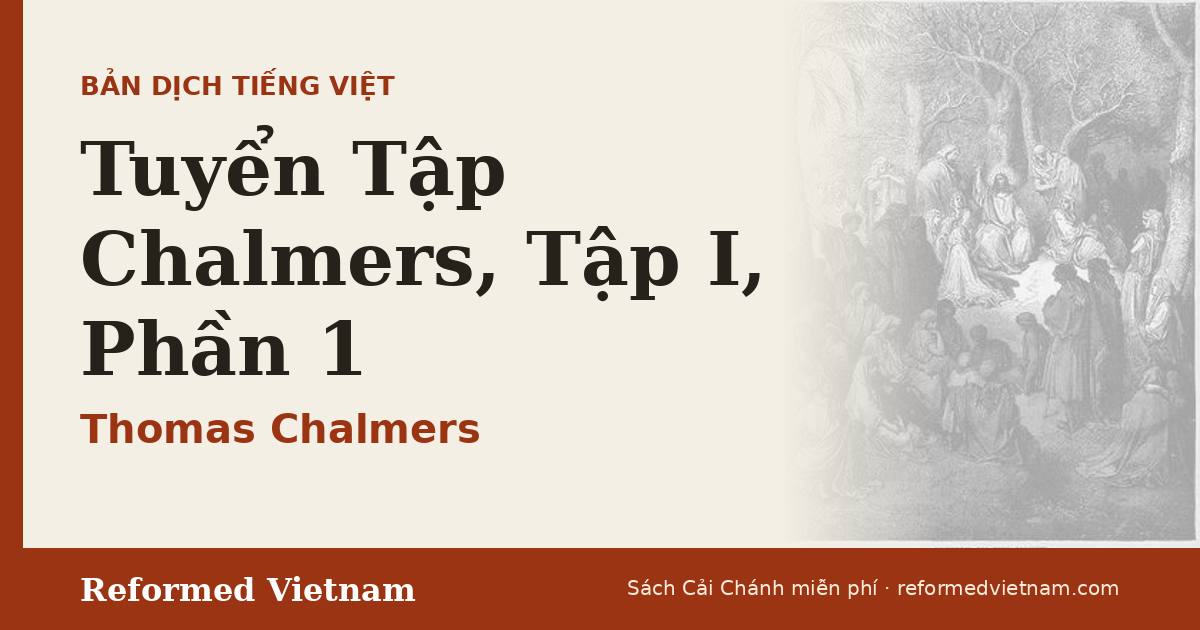 BẢN DỊCH TIẾNG VIỆT
Tuyển Tập
Chalmers, Tập I,
Phần 1
Thomas Chalmers
Reformed Vietnam
Sách Cải Chánh miễn phí · reformedvietnam.com